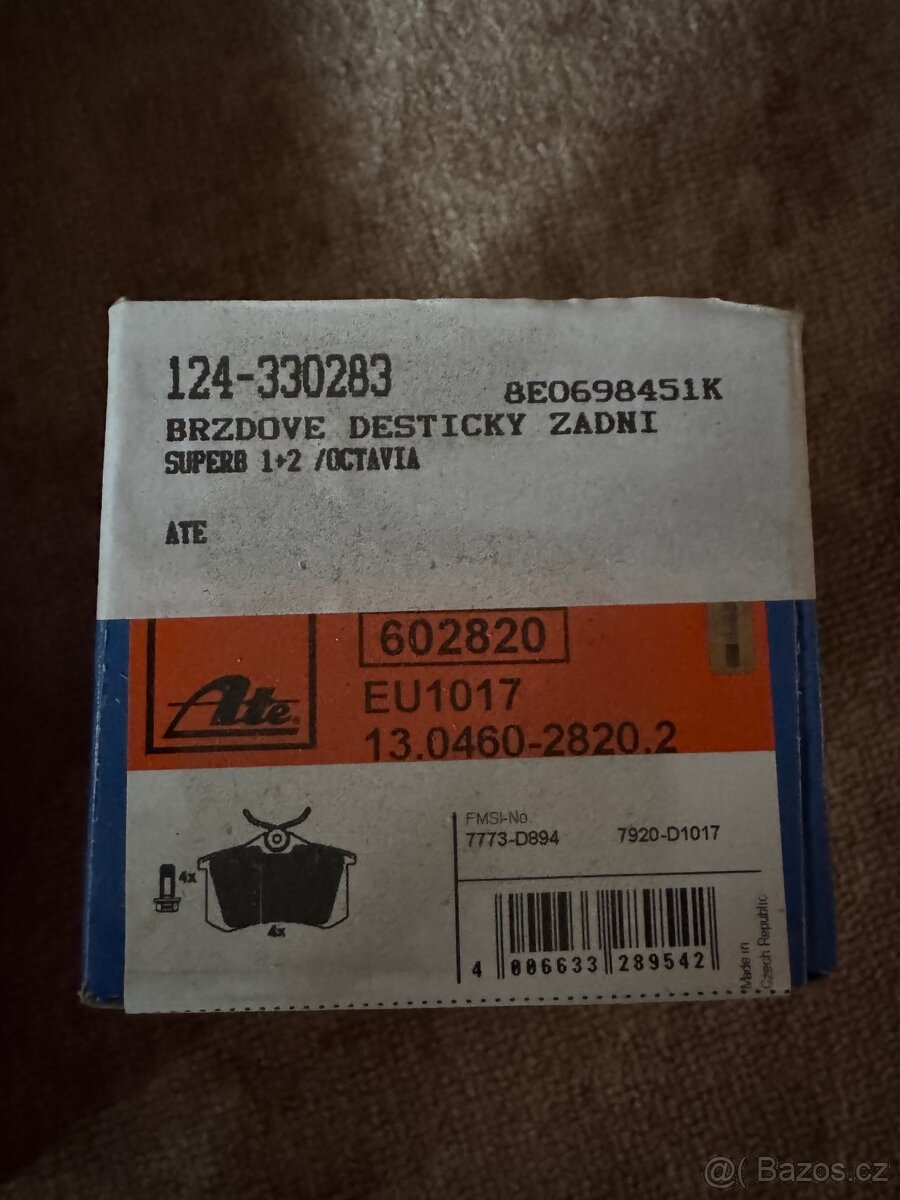 124-330283 8E0698451K
BRZDOVE DESTICKY ZADNI
SUPERB 1+2 /OCTAVIA
ATE
602820
Ate®
EU1017
13.0460-2820.2
FMSI-No.
7773-D894 7920-D1017
4x
4x
4 006633 289542
Made in
Czech Republic
@( Bazos.cz